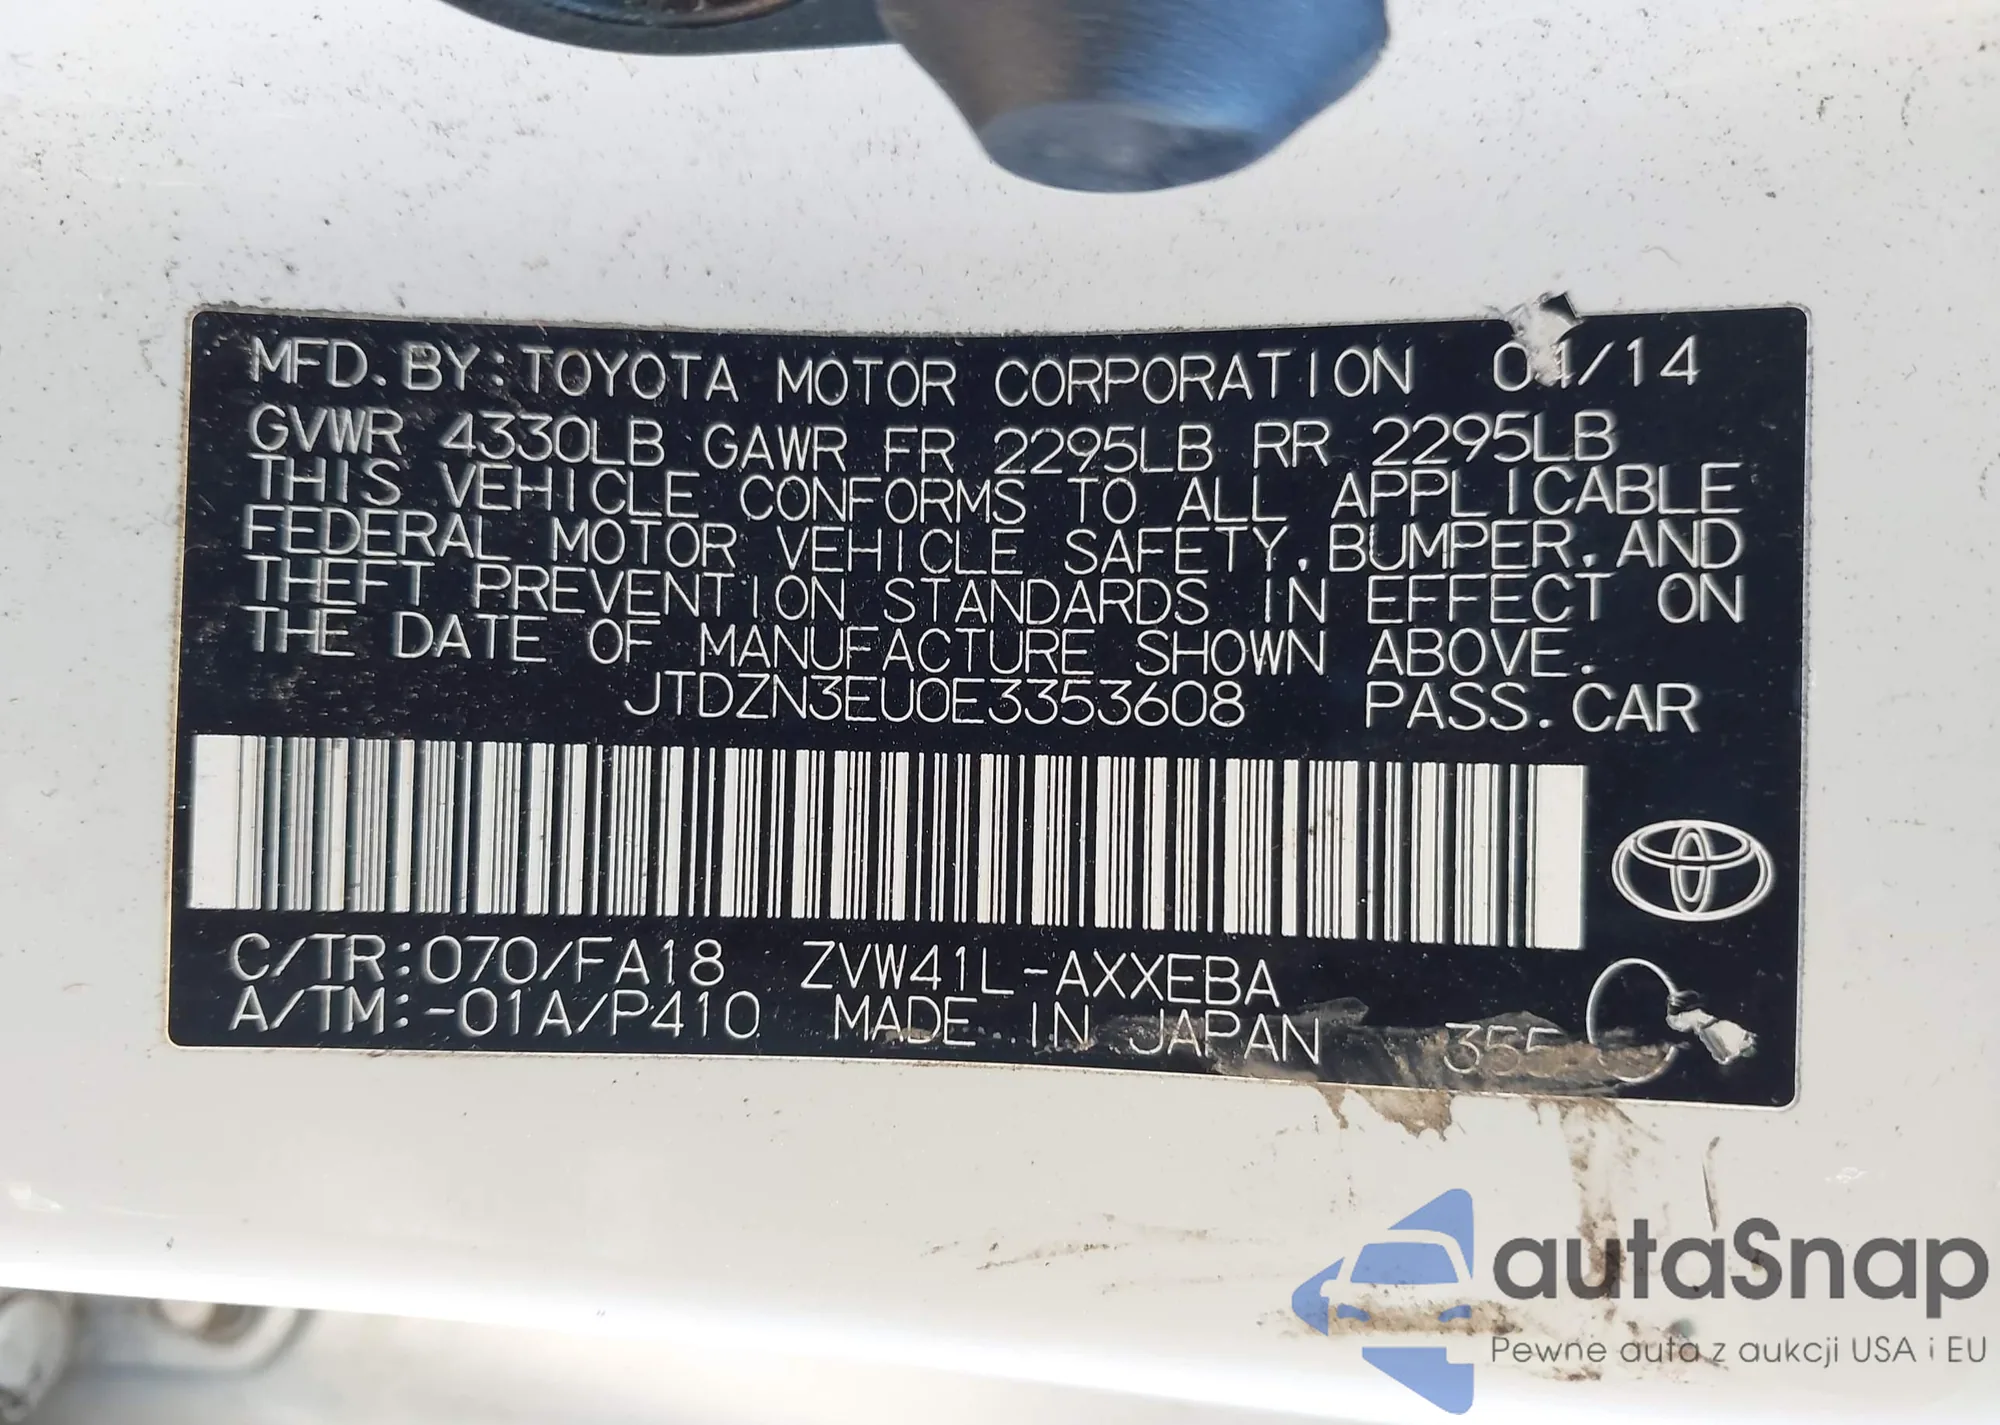 MFD. BY: TOYOTA MOTOR CORPORATION 04/14
GVWR 4330LB GAWR FR 2295LB RR 2295LB
THIS VEHICLE CONFORMS TO ALL APPLICABLE
FEDERAL MOTOR VEHICLE SAFETY, BUMPER, AND
THEFT PREVENTION STANDARDS IN EFFECT ON
THE DATE OF MANUFACTURE SHOWN ABOVE.
JTDZN3EU0E3353608 PASS. CAR
C/TR:070/FA18 ZVW41L-AXXEBA
A/TM:-01A/P410 MADE IN JAPAN
autaSnap
Pewne auta z aukcji USA i EU